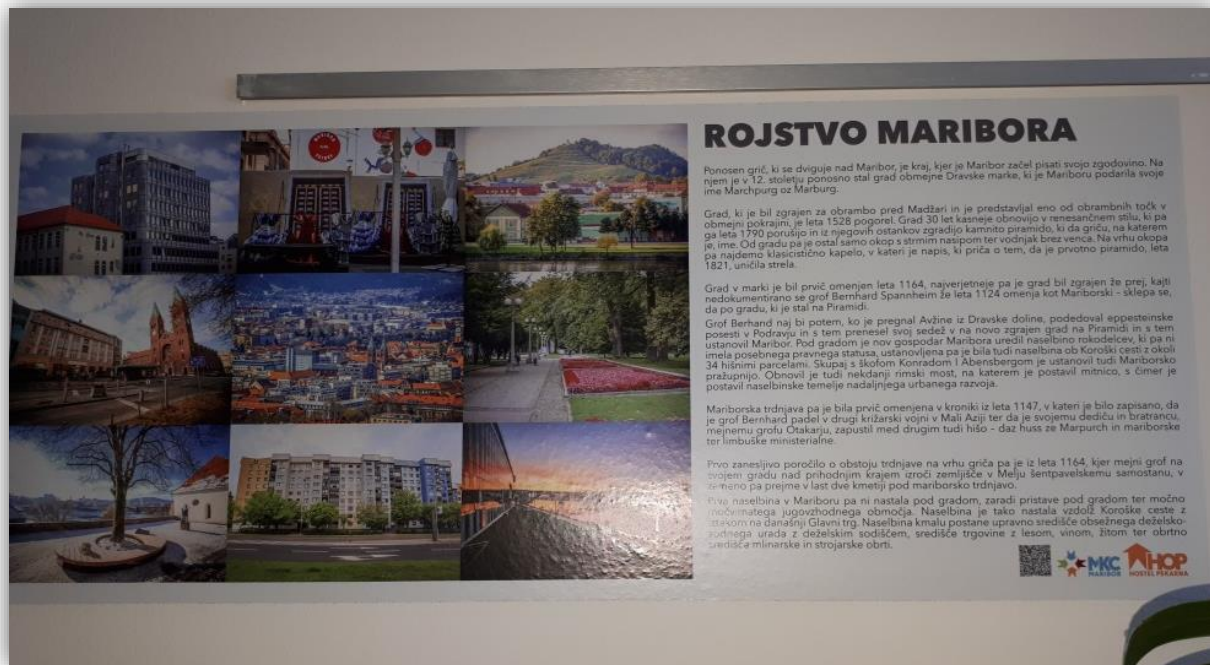 ROJSTVO MARIBORA
Ponosen grič, ki se dviguje nad Maribor, je kraj, kjer je Maribor začel pisati svojo zgodovino. Na
njem je v 12. stoletju ponosno stal grad obmejne Dravske marke, ki je Mariboru podarila svoje
ime Marchpurg oz Marburg.
Grad, ki je bil zgrajen za obrambo pred Madžari in je predstavljal eno od obrambnih točk v
obmejni pokrajini, je leta 1528 pogorel. Grad 30 let kasneje obnovijo v renesančnem stilu, ki pa
ga leta 1790 porušijo in iz njegovih ostankov zgradijo kamnito piramido, ki da griču, na katerem
je, ime. Od gradu pa je ostal samo okop s strmim nasipom ter vodnjak brez venca. Na vrhu okopa
pa najdemo klasicistično kapelo, v kateri je napis, ki priča o tem, da je prvotno piramido, leta
1821, uničila strela.
Grad v marki je bil prvič omenjen leta 1164, najverjetneje pa je grad bil zgrajen že prej, kajti
nedokumentirano se grof Bernhard Spannheim že leta 1124 omenja kot Mariborski - sklepa se,
da po gradu, ki je stal na Piramidi.
Grof Berhand naj bi potem, ko je pregnal Avžine iz Dravske doline, podedoval eppesteinske
posesti v Podravju in s tem prenesel svoj sedež v na novo zgrajen grad na Piramidi in s tem
ustanovil Maribor. Pod gradom je nov gospodar Maribora uredil naselbino rokodelcev, ki pa ni
imela posebnega pravnega statusa, ustanovljena pa je bila tudi naselbina ob Koroški cesti z okoli
34 hišnimi parcelami. Skupaj s škofom Konradom I Abensbergom je ustanovil tudi Mariborsko
pražupnijo. Obnovil je tudi nekdanji rimski most, na katerem je postavil mitnico, s čimer je
postavil naselbinske temelje nadaljnjega urbanega razvoja.
Mariborska trdnjava pa je bila prvič omenjena v kroniki iz leta 1147, v kateri je bilo zapisano, da
je grof Bernhard padel v drugi križarski vojni v Mali Aziji ter da je svojemu dediču in bratrancu,
mejnemu grofu Otakarju, zapustil med drugim tudi hišo - daz huss ze Marpurch in mariborske
ter limbuške ministeriale.
Prvo zanesljivo poročilo o obstoju trdnjave na vrhu griča pa je iz leta 1164, kjer mejni grof na
svojem gradu nad prihodnjim krajem izroči zemljišče v Melju šentpavelskemu samostanu, v
zameno pa prejme v last dve kmetiji pod mariborsko trdnjavo.
Prva naselbina v Mariboru pa ni nastala pod gradom, zaradi pristave pod gradom ter močno
močvirnatega jugovzhodnega območja. Naselbina je tako nastala vzdolž Koroške ceste z
iztekom na današnji Glavni trg. Naselbina kmalu postane upravno središče obsežnega deželsko-
sodnega urada z deželskim sodiščem, središče trgovine z lesom, vinom, žitom ter obrtno
središče mlinarske in strojarske obrti.
MKC
MARIBOR
HOP
HOSTEL PEKARNA